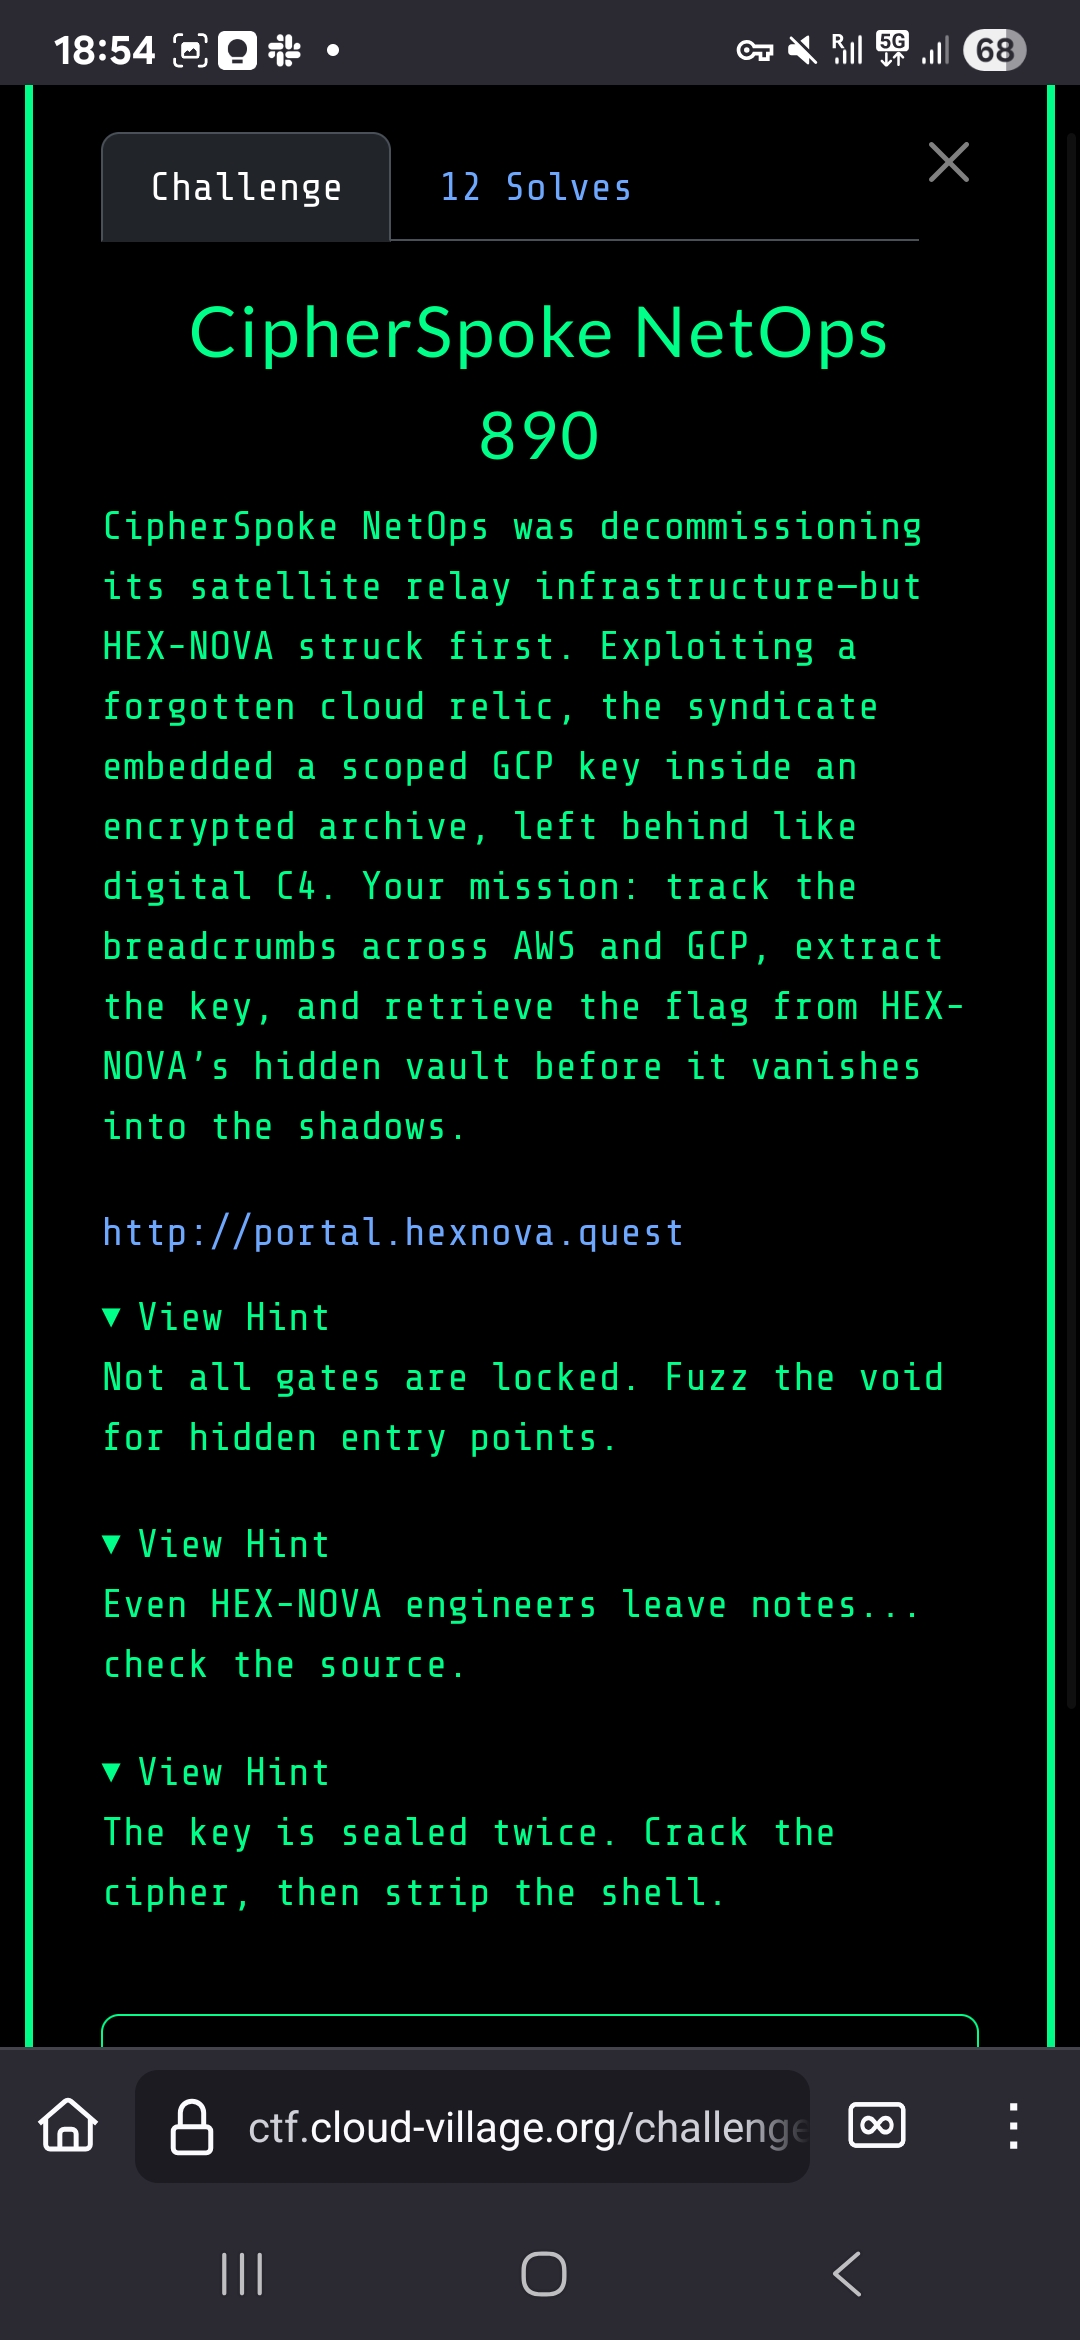 18:54
R
5G
68
Challenge
12 Solves
CipherSpoke NetOps
890
CipherSpoke NetOps was decommissioning
its satellite relay infrastructure—but
HEX-NOVA struck first. Exploiting a
forgotten cloud relic, the syndicate
embedded a scoped GCP key inside an
encrypted archive, left behind like
digital C4. Your mission: track the
breadcrumbs across AWS and GCP, extract
the key, and retrieve the flag from HEX-
NOVA’s hidden vault before it vanishes
into the shadows.
http://portal.hexnova.quest
▼ View Hint
Not all gates are locked. Fuzz the void
for hidden entry points.
▼ View Hint
Even HEX-NOVA engineers leave notes...
check the source.
▼ View Hint
The key is sealed twice. Crack the
cipher, then strip the shell.
ctf.cloud-village.org/challenge